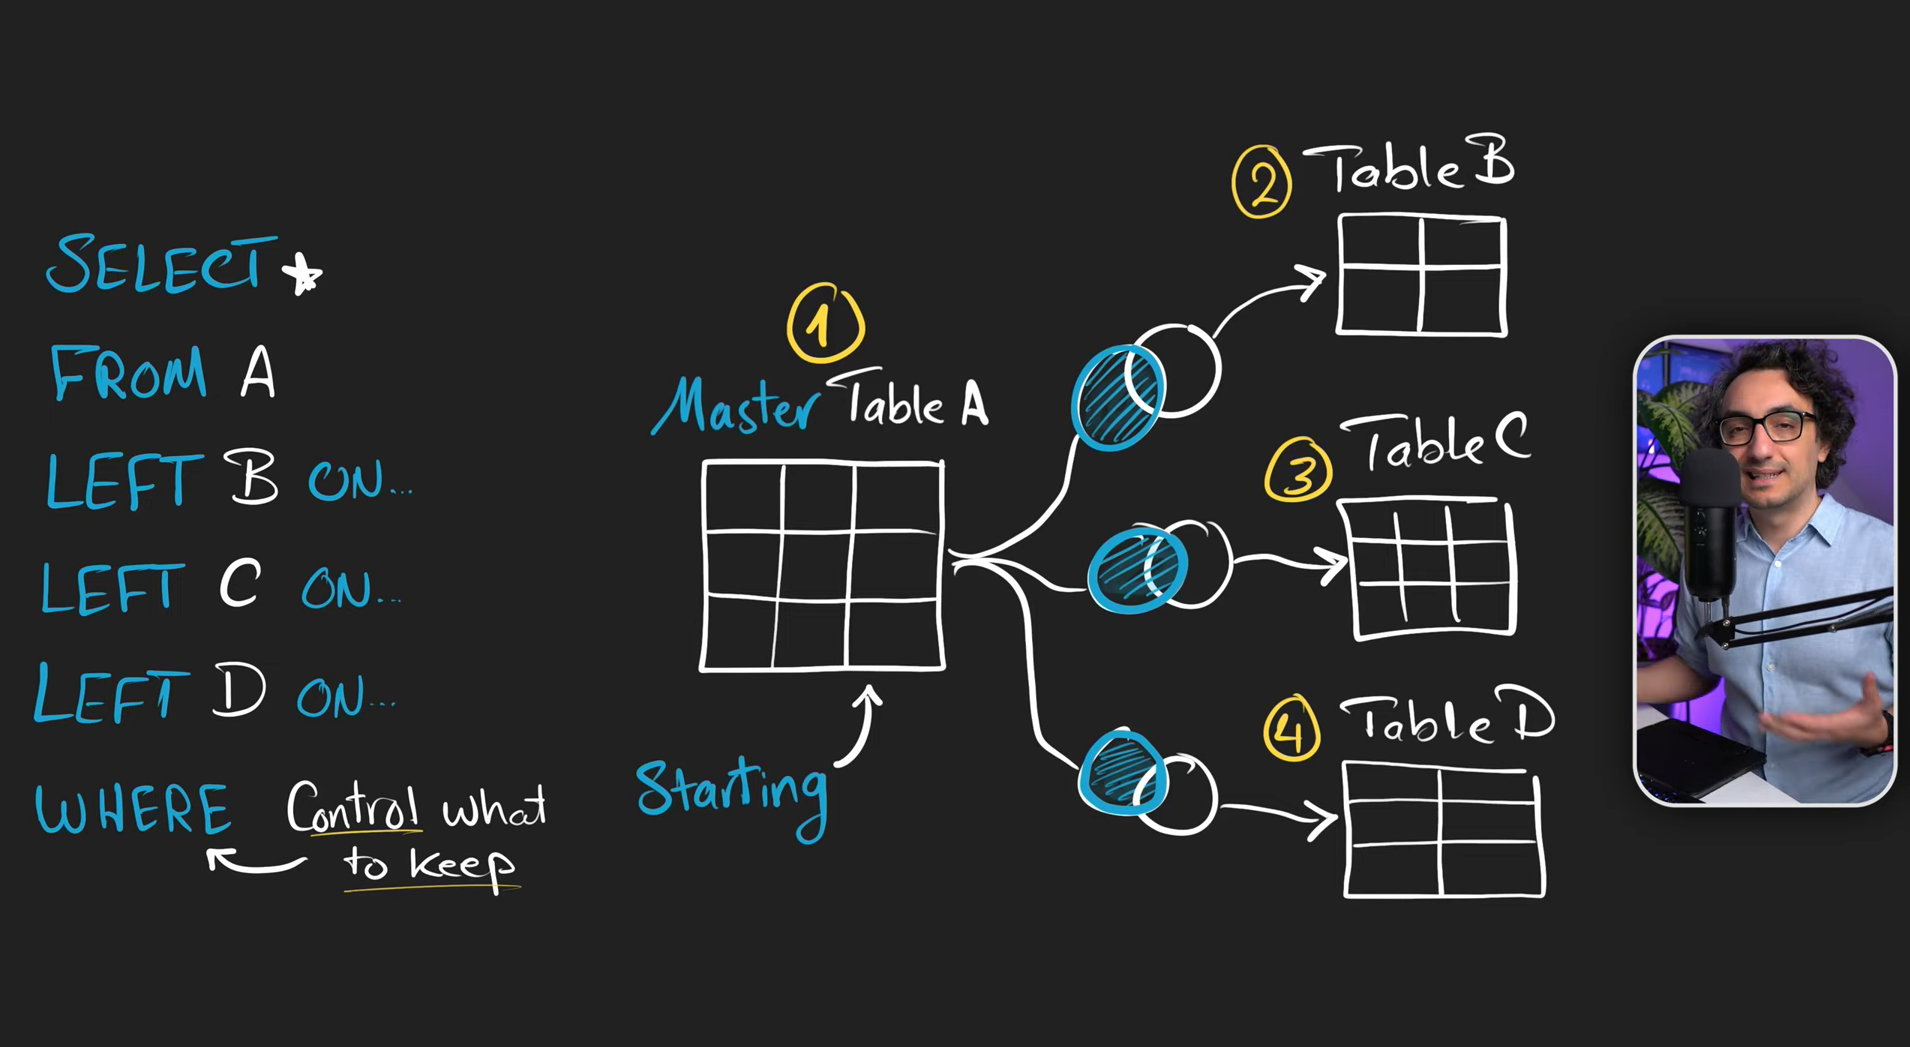 SELECT *
FROM A
LEFT B ON...
LEFT C ON...
LEFT D ON...
WHERE Control what
to keep
1
Master Table A
Starting
2 Table B
3 Table C
4 Table D